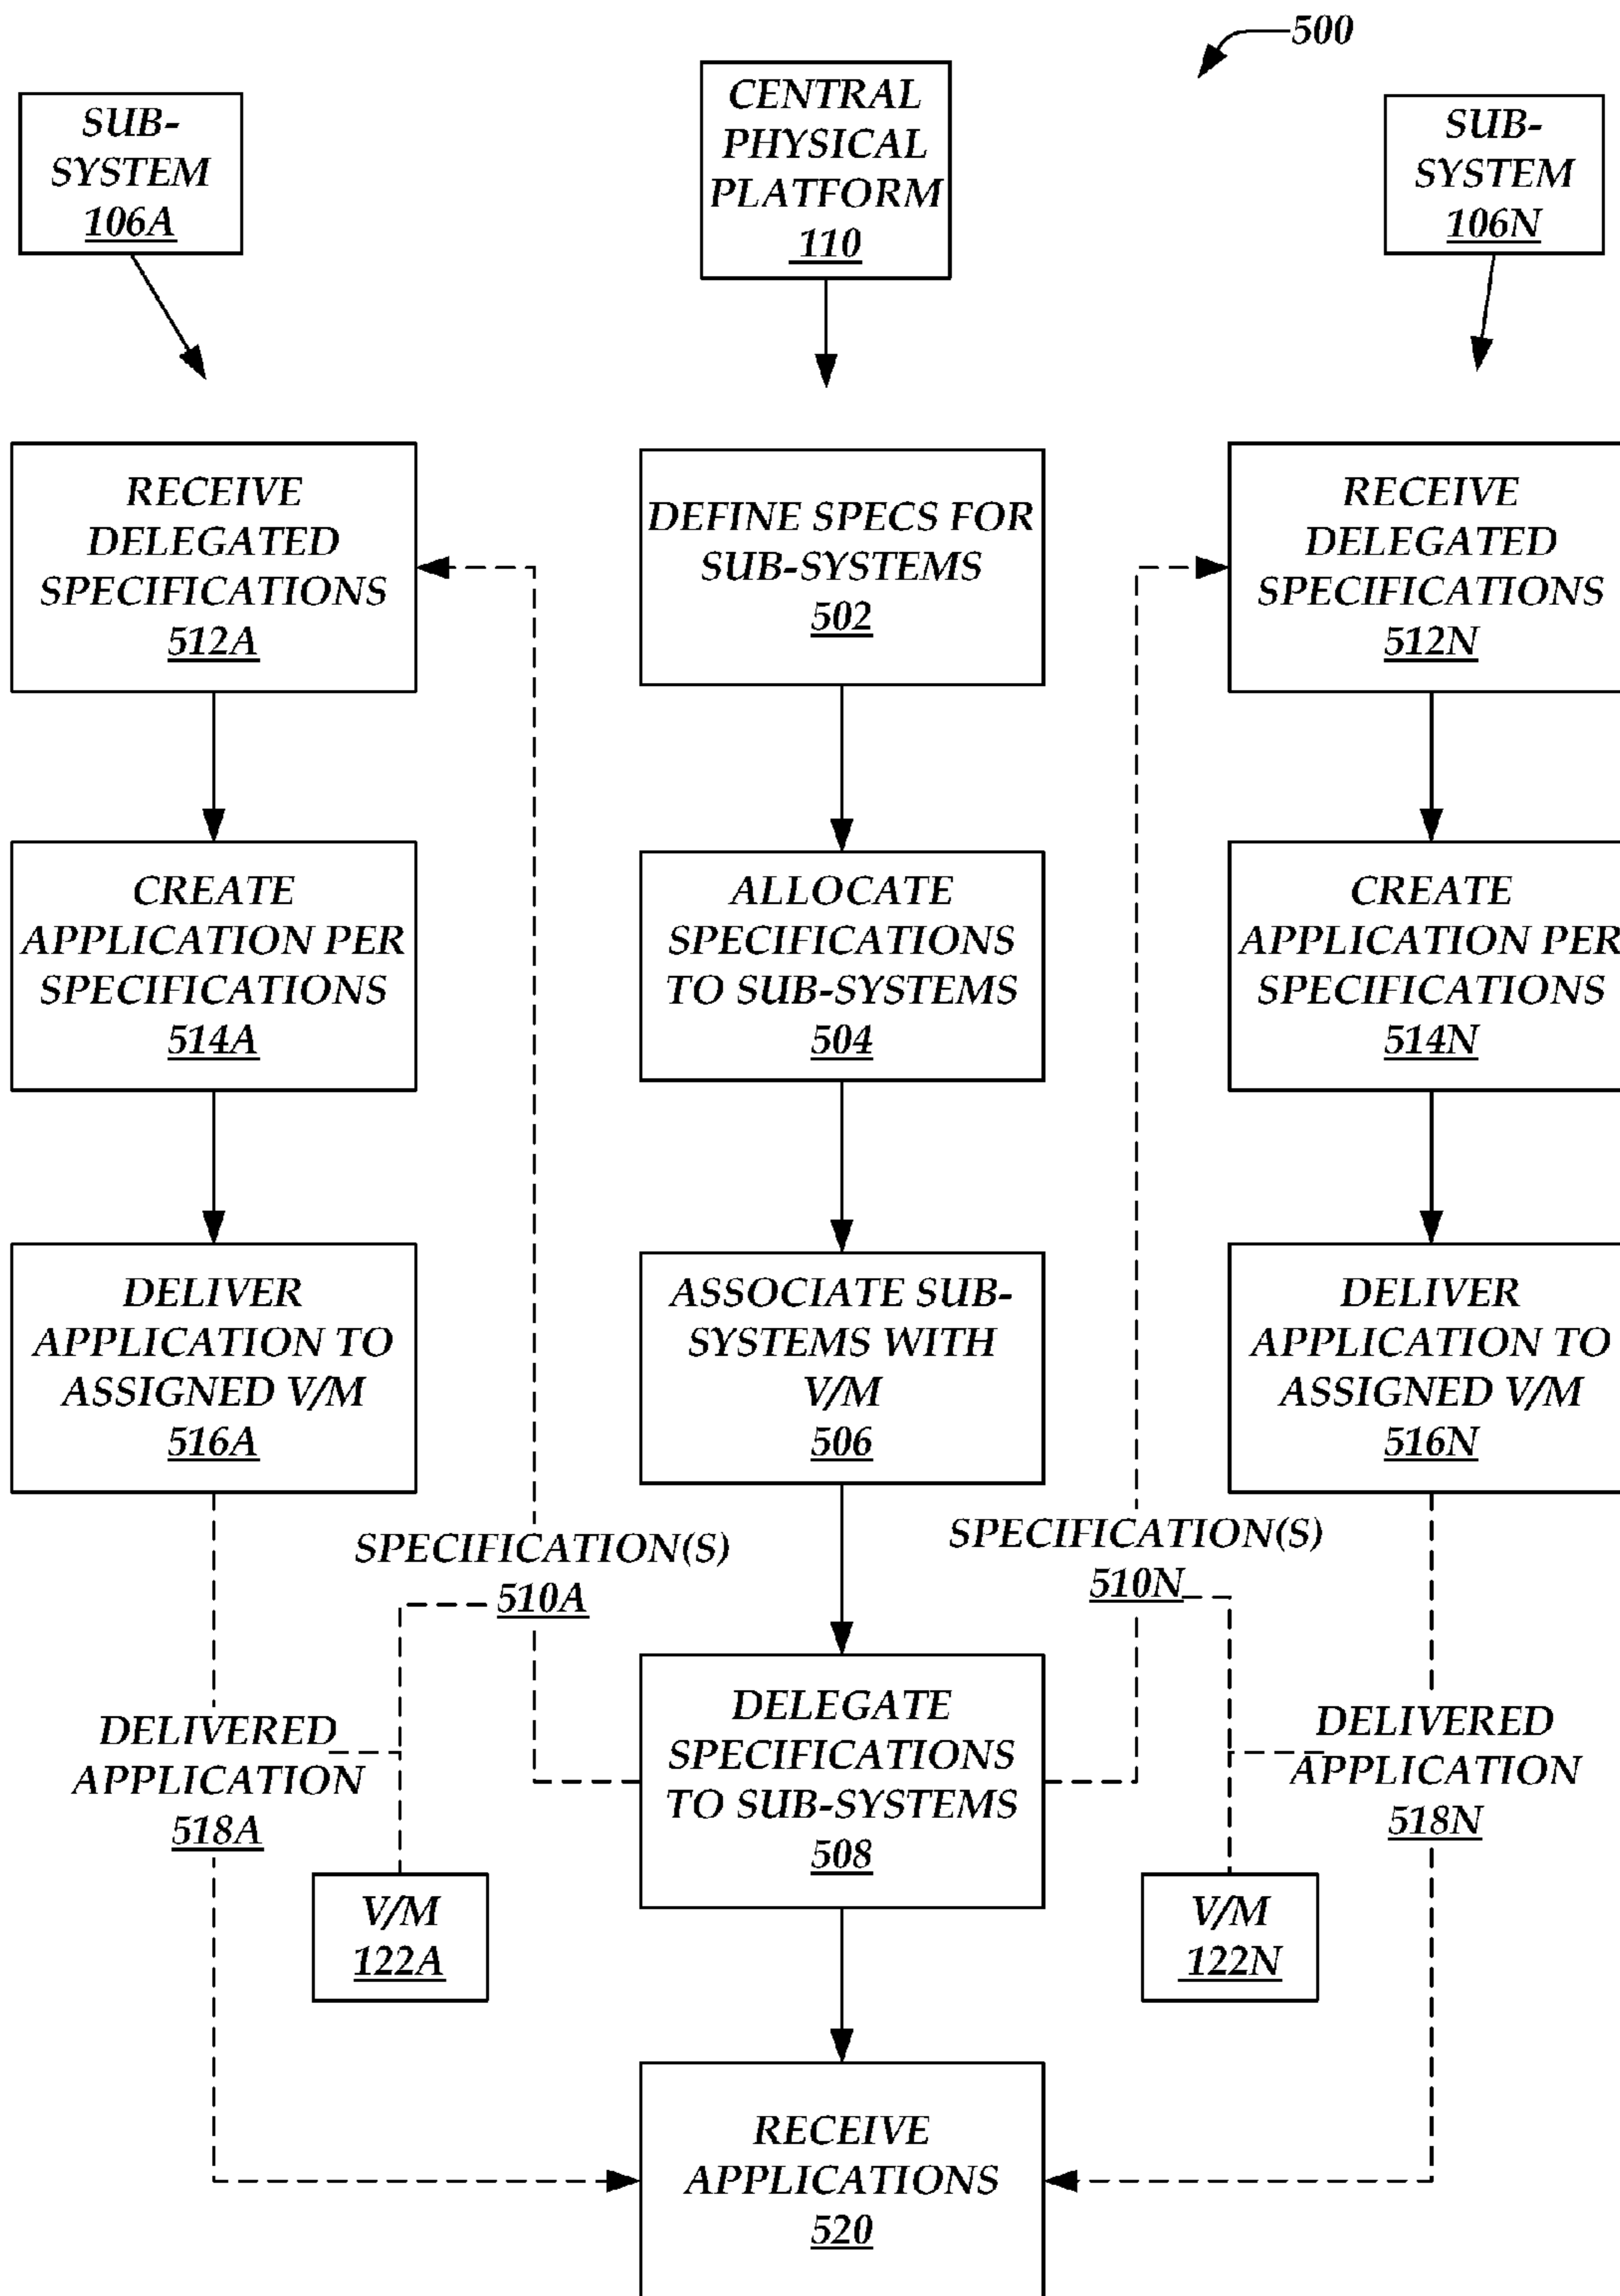 500
SUB-
SYSTEM
106A
CENTRAL
PHYSICAL
PLATFORM
110
SUB-
SYSTEM
106N
RECEIVE
DELEGATED
SPECIFICATIONS
512A
DEFINE SPECS FOR
SUB-SYSTEMS
502
RECEIVE
DELEGATED
SPECIFICATIONS
512N
CREATE
APPLICATION PER
SPECIFICATIONS
514A
ALLOCATE
SPECIFICATIONS
TO SUB-SYSTEMS
504
CREATE
APPLICATION PER
SPECIFICATIONS
514N
DELIVER
APPLICATION TO
ASSIGNED V/M
516A
ASSOCIATE SUB-
SYSTEMS WITH
V/M
506
DELIVER
APPLICATION TO
ASSIGNED V/M
516N
SPECIFICATION(S)
510A
SPECIFICATION(S)
510N
DELIVERED
APPLICATION
518A
DELEGATE
SPECIFICATIONS
TO SUB-SYSTEMS
508
DELIVERED
APPLICATION
518N
V/M
122A
V/M
122N
RECEIVE
APPLICATIONS
520